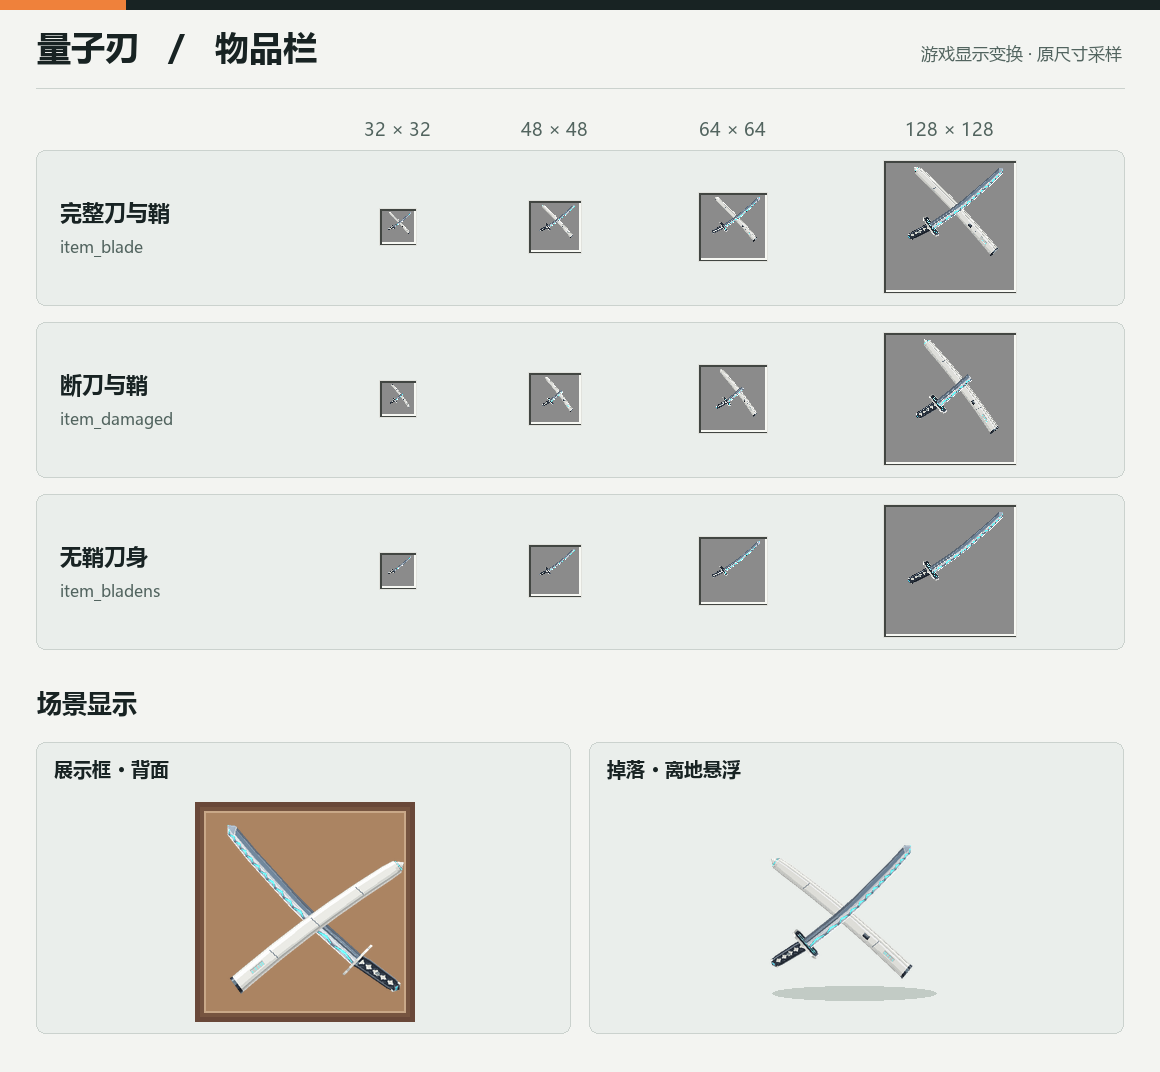 量子刃 / 物品栏
游戏显示变换 · 原尺寸采样
32 × 32
48 × 48
64 × 64
128 × 128
完整刀与鞘
item_blade
断刀与鞘
item_damaged
无鞘刀身
item_bladens
场景显示
展示框·背面
掉落·离地悬浮